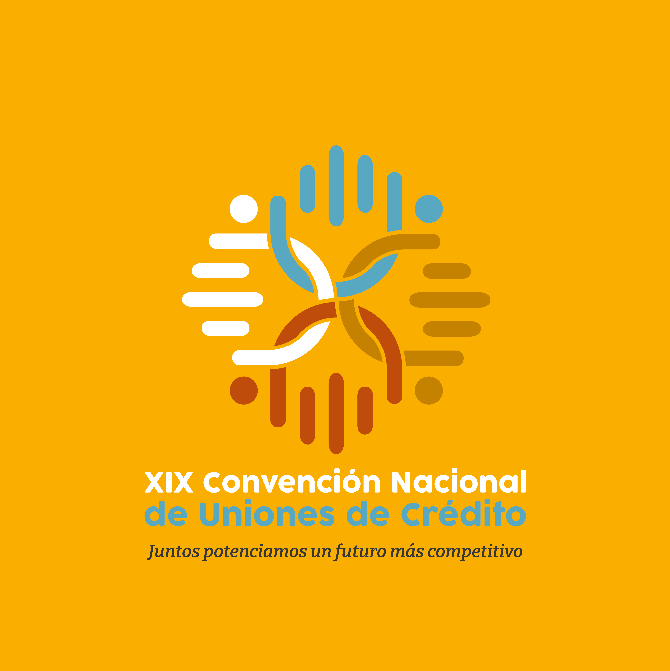 XIX Convención Nacional
de Uniones de Crédito
Juntos potenciamos un futuro más competitivo